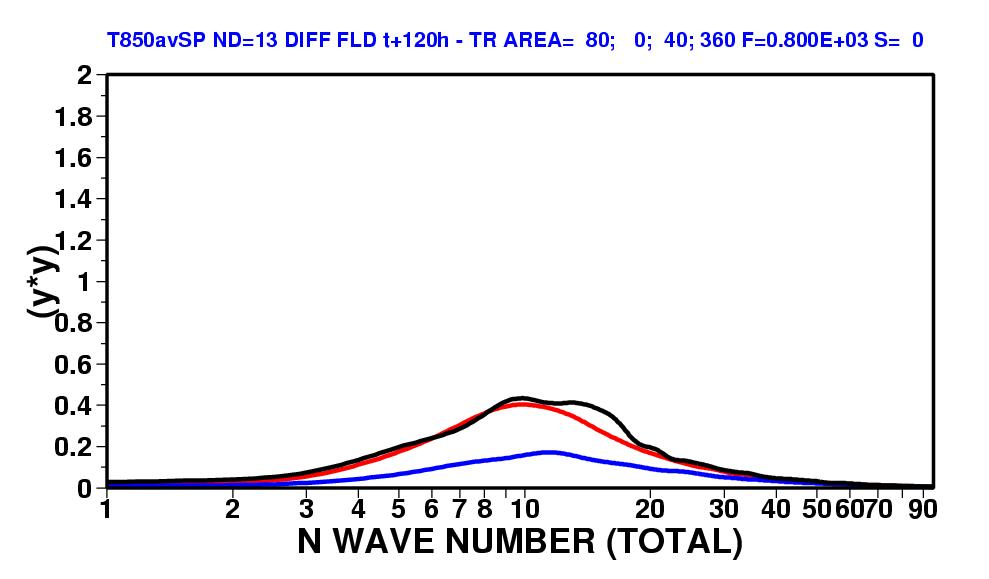 T850avSP ND=13 DIFF FLD t+120h - TR AREA= 80; 0; 40; 360 F=0.800E+03 S= 0
2
1.8
1.6
1.4
1.2
1
0.8
0.6
0.4
0.2
0
(y*y)
1 2 3 4 5 6 7 8 10 20 30 40 50 60 70 90
N WAVE NUMBER (TOTAL)